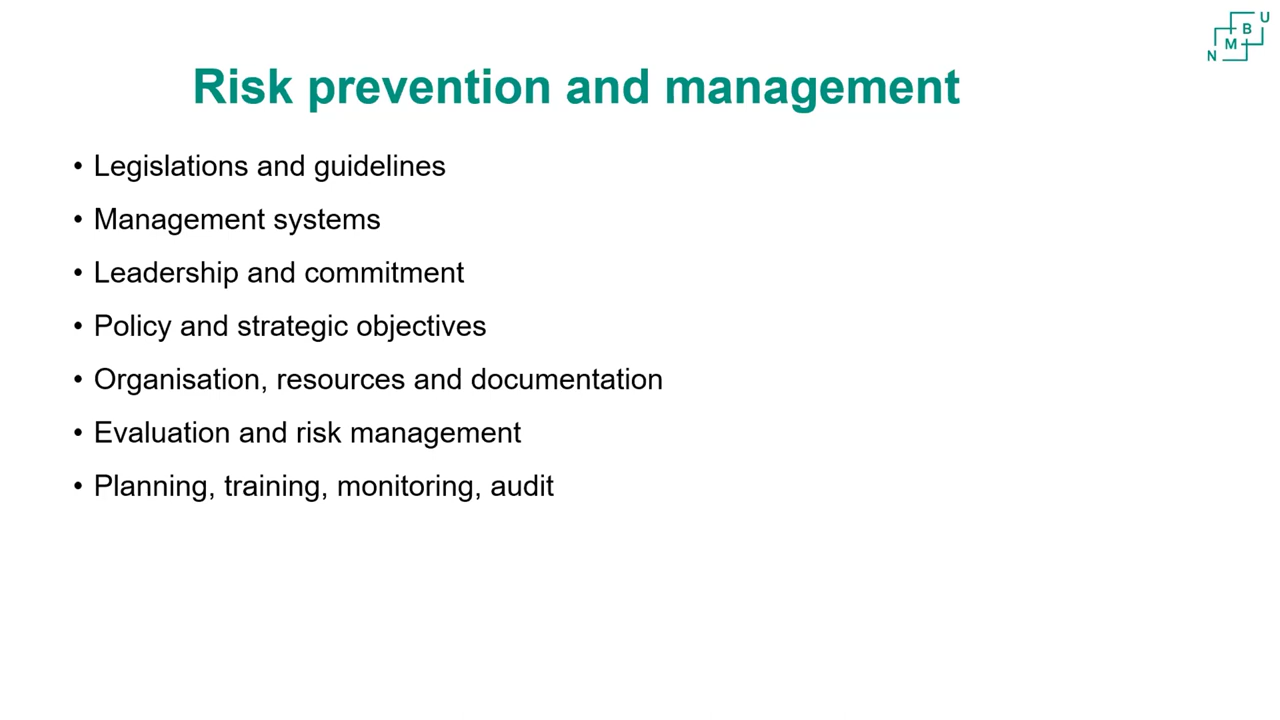 N M B U
Risk prevention and management
• Legislations and guidelines
• Management systems
• Leadership and commitment
• Policy and strategic objectives
• Organisation, resources and documentation
• Evaluation and risk management
• Planning, training, monitoring, audit